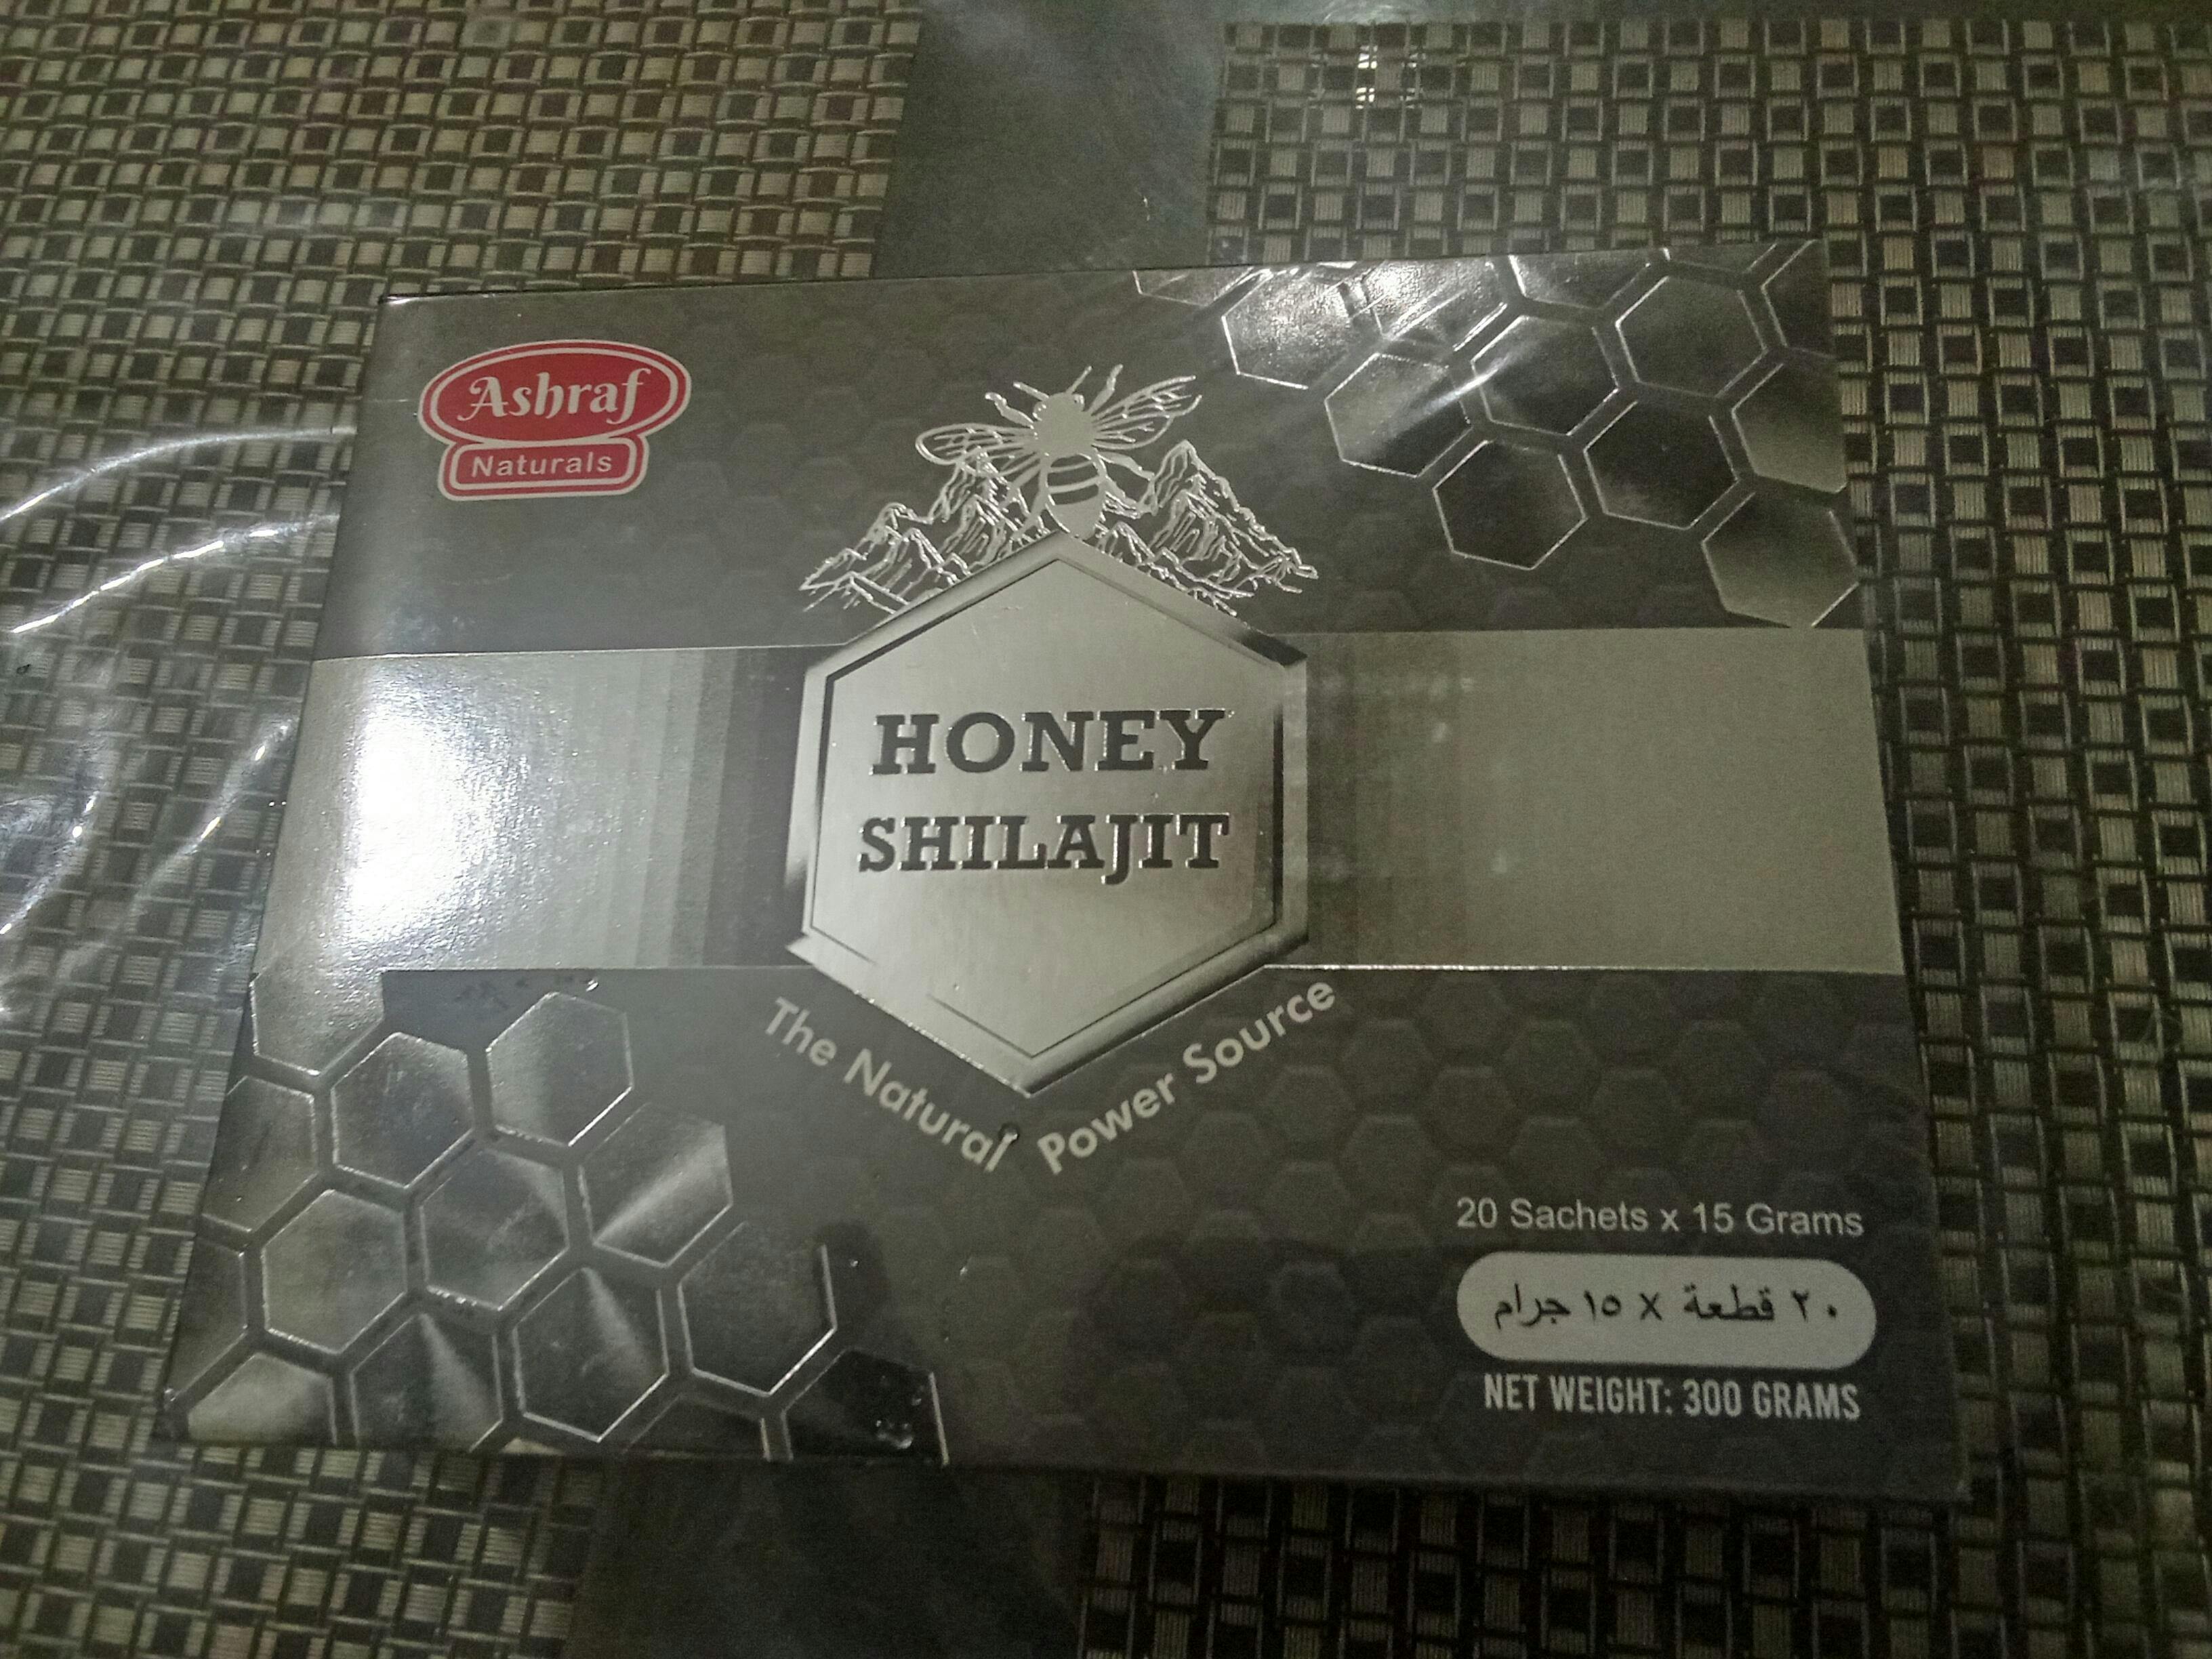 Ashraf
Naturals
HONEY
SHILAJIT
The Natural Power Source
20 Sachets x 15 Grams
٢٠ قطعة X ١٥ جرام
NET WEIGHT: 300 GRAMS